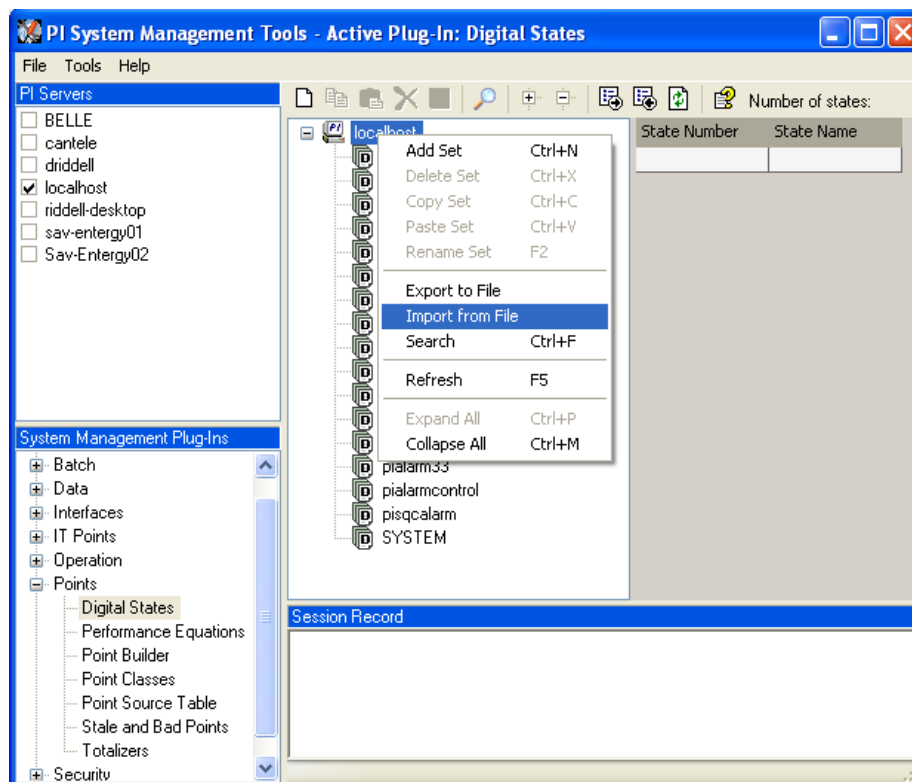 PI System Management Tools - Active Plug-In: Digital States
File Tools Help
PI Servers
BELLE
cantele
driddell
localhost
riddell-desktop
sav-entergy01
Sav-Entergy02
System Management Plug-Ins
Batch
Data
Interfaces
IT Points
Operation
Points
Digital States
Performance Equations
Point Builder
Point Classes
Point Source Table
Stale and Bad Points
Totalizers
Security
Number of states:
localhost
Add Set Ctrl+N
Delete Set Ctrl+X
Copy Set Ctrl+C
Paste Set Ctrl+V
Rename Set F2
Export to File
Import from File
Search Ctrl+F
Refresh F5
Expand All Ctrl+P
Collapse All Ctrl+M
pialarm33
pialarmcontrol
pisqcalarm
SYSTEM
State Number State Name
Session Record